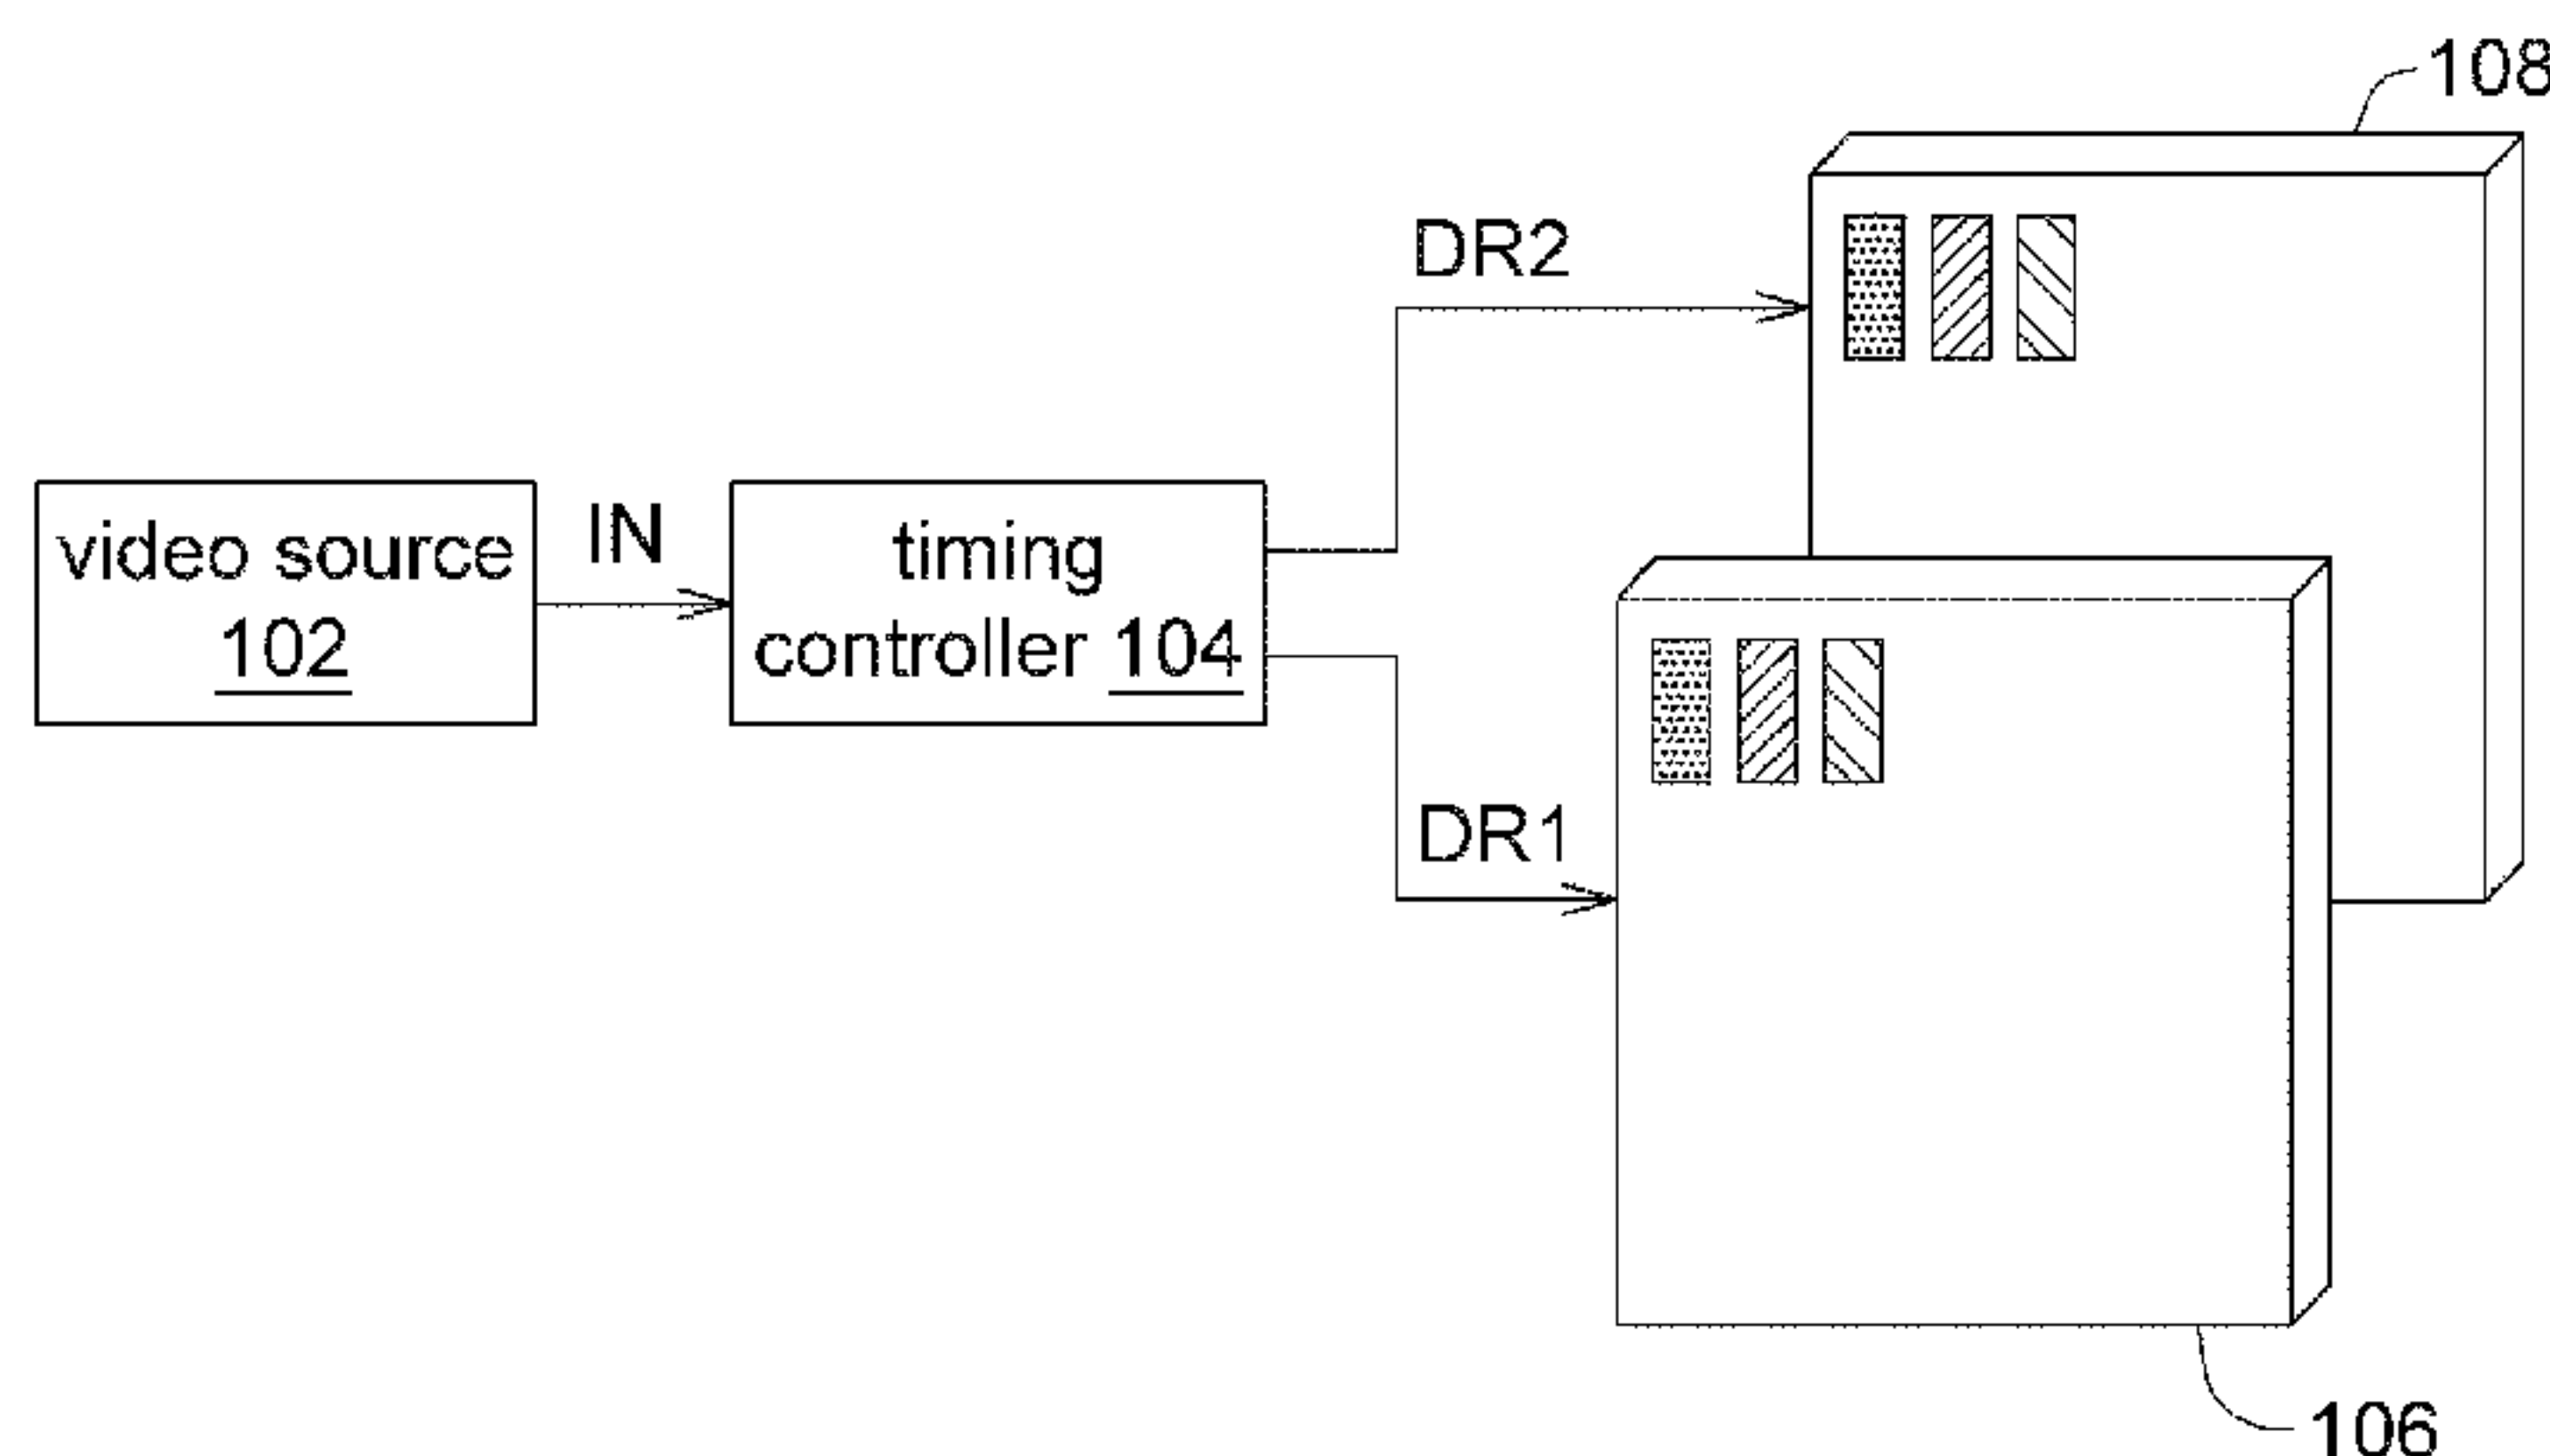 108
DR2
video source
102
IN
timing
controller 104
DR1
106